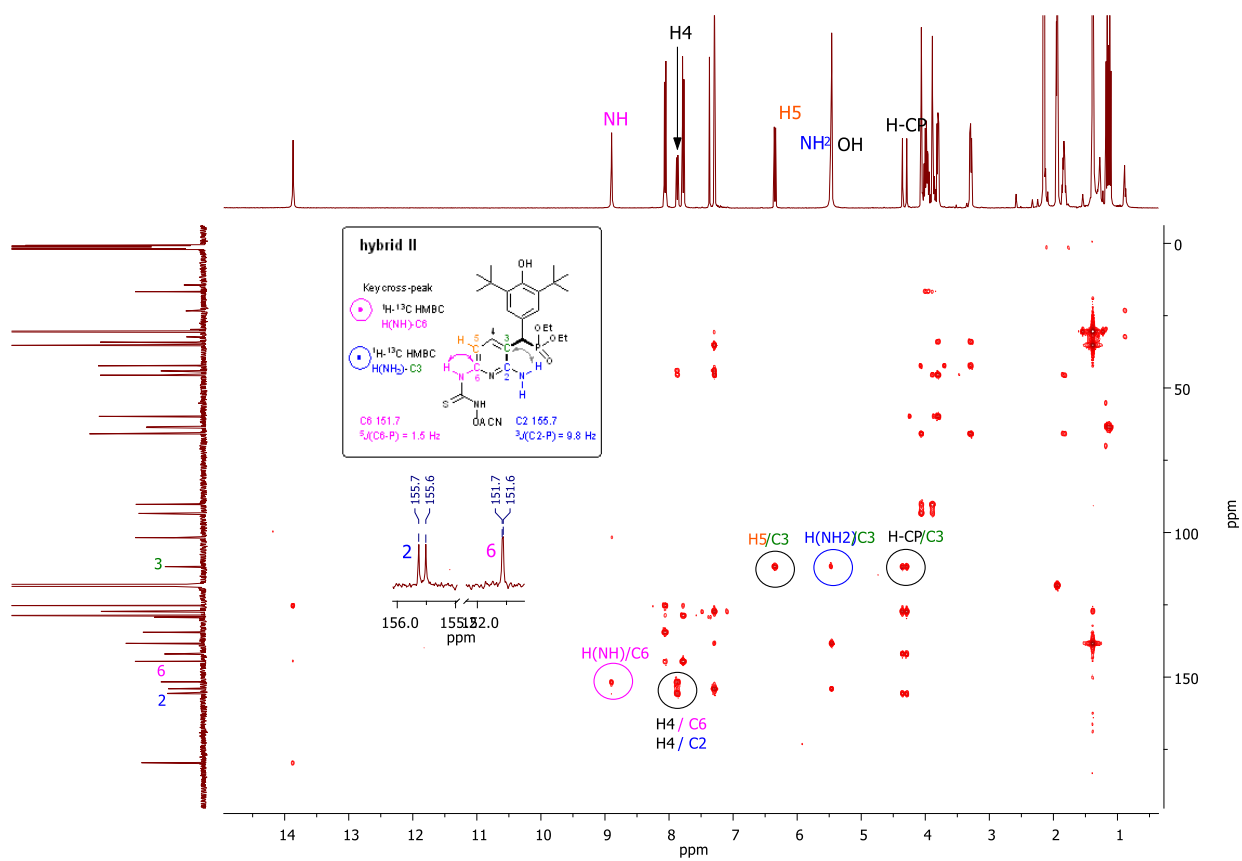 H4
NH
H5
NH2 OH
H-CP
hybrid II
Key cross-peak
¹H-¹³C HMBC
H(NH)-C6
¹H-¹³C HMBC
H(NH₂)-C3
OH
H 5 4 3
OEt
P OEt
O
H 6 N 2 N H
N H
S NH
OACN
C6 151.7
⁵J(C6-P) = 1.5 Hz
C2 155.7
³J(C2-P) = 9.8 Hz
155.7
155.6
151.7
151.6
2
6
156.0 155.5 152.0
ppm
H5/C3
H(NH2)/C3
H-CP/C3
H(NH)/C6
H4 / C6
H4 / C2
3
6
2
0
50
100
150
ppm
14 13 12 11 10 9 8 7 6 5 4 3 2 1
ppm